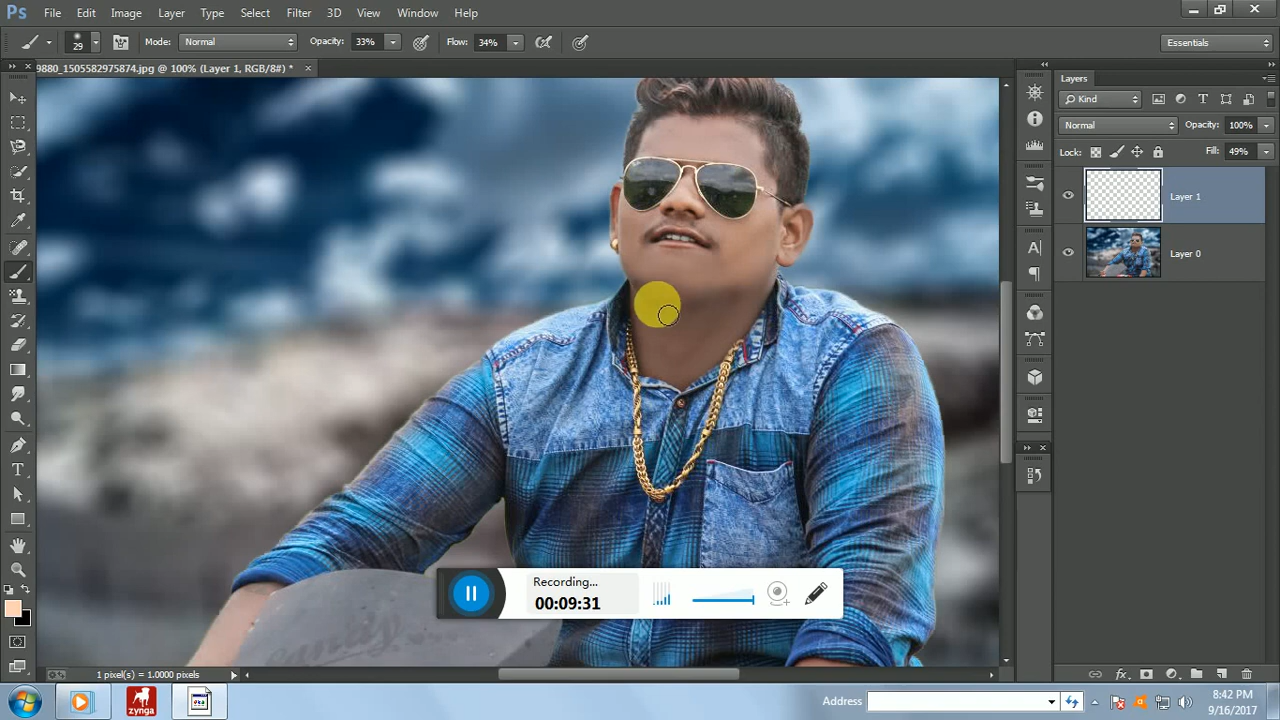 Ps File Edit Image Layer Type Select Filter 3D View Window Help
29 Mode: Normal Opacity: 33% Flow: 34% Essentials
9880_1505582975874.jpg @ 100% (Layer 1, RGB/8#) * ×
Layers
Kind
Normal Opacity: 100%
Lock: Fill: 49%
Layer 1
Layer 0
Recording...
00:09:31
1 pixel(s) = 1.0000 pixels
zynga
Address
8:42 PM
9/16/2017